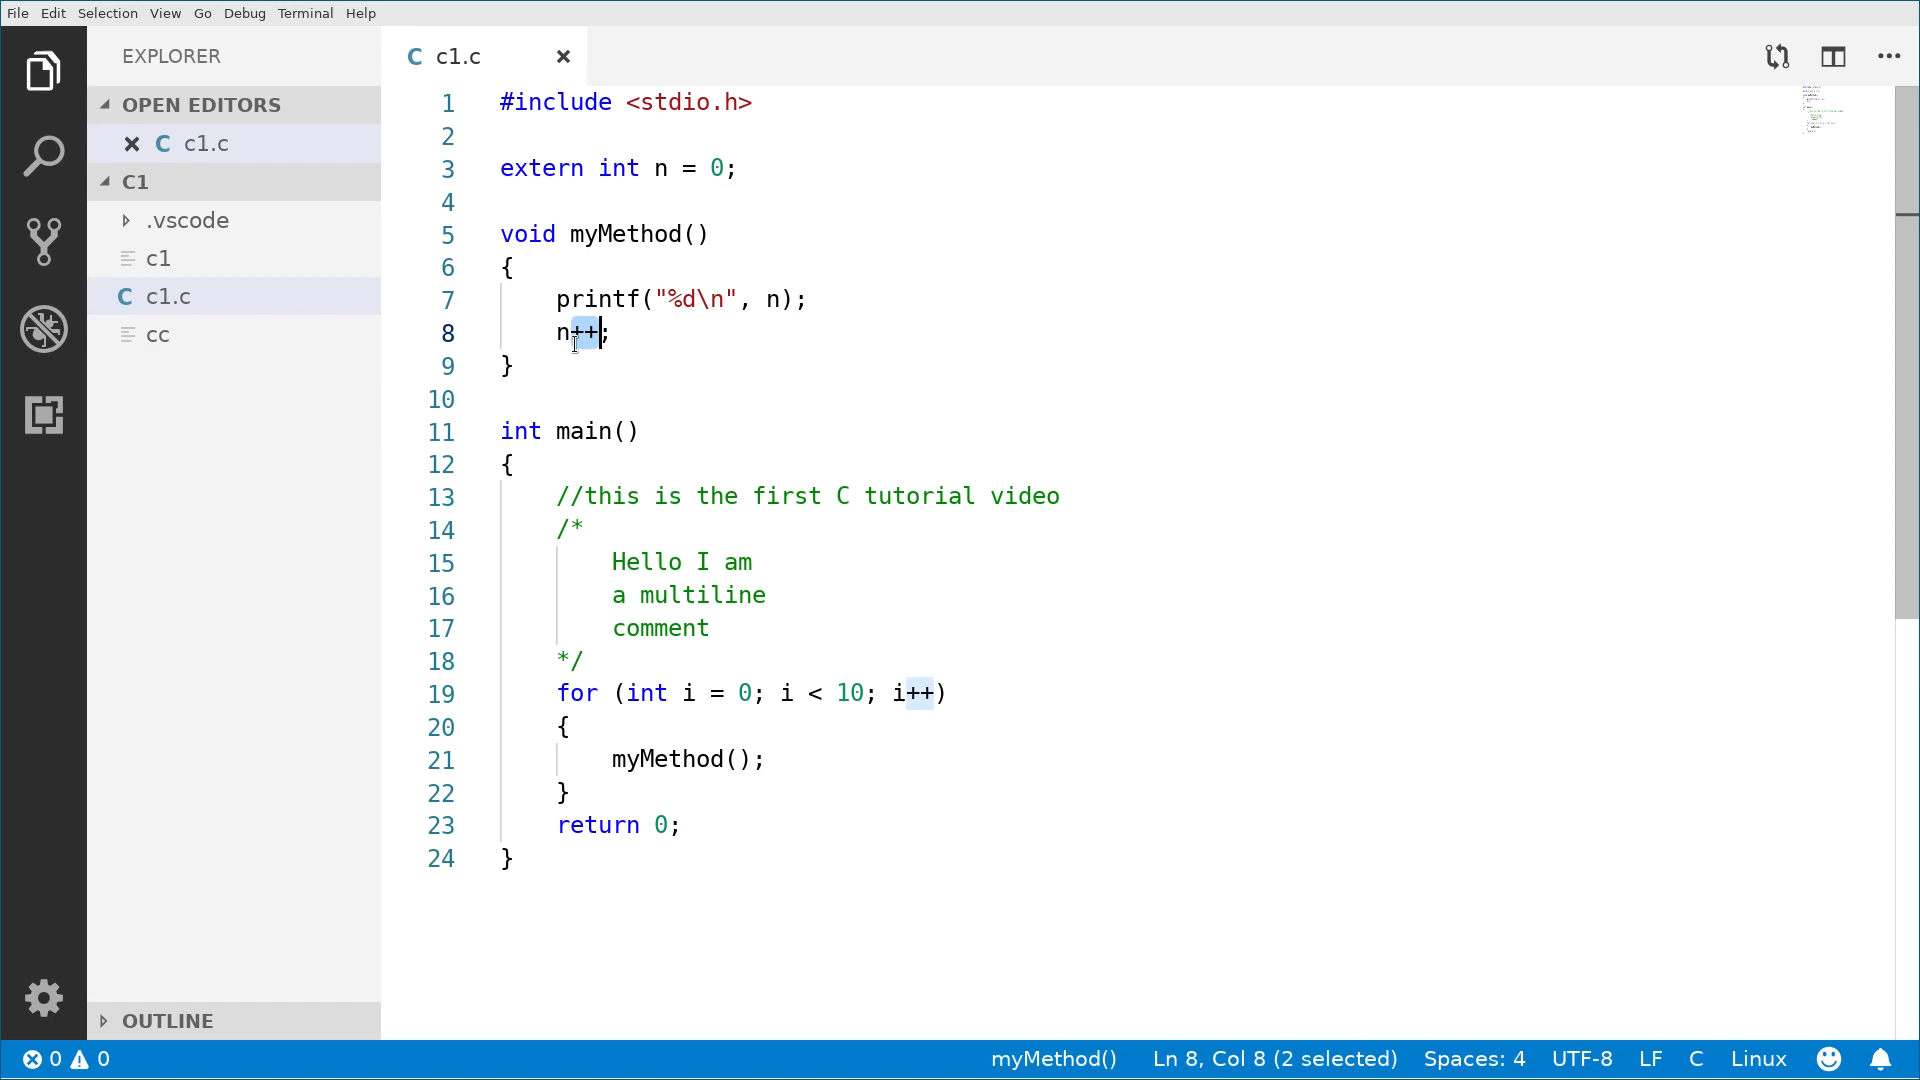 File Edit Selection View Go Debug Terminal Help
EXPLORER
OPEN EDITORS
C c1.c
C1
.vscode
c1
C c1.c
cc
OUTLINE
C c1.c
1 #include <stdio.h>
2
3 extern int n = 0;
4
5 void myMethod()
6 {
7 printf("%d\n", n);
8 n++;
9 }
10
11 int main()
12 {
13 //this is the first C tutorial video
14 /*
15 Hello I am
16 a multiline
17 comment
18 */
19 for (int i = 0; i < 10; i++)
20 {
21 myMethod();
22 }
23 return 0;
24 }
0 0 myMethod() Ln 8, Col 8 (2 selected) Spaces: 4 UTF-8 LF C Linux